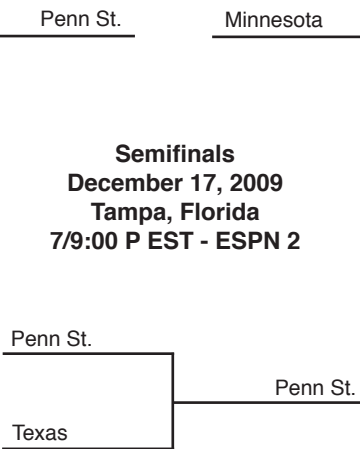 Penn St.
Minnesota
Semifinals
December 17, 2009
Tampa, Florida
7/9:00 P EST - ESPN 2
Penn St.
Penn St.
Texas